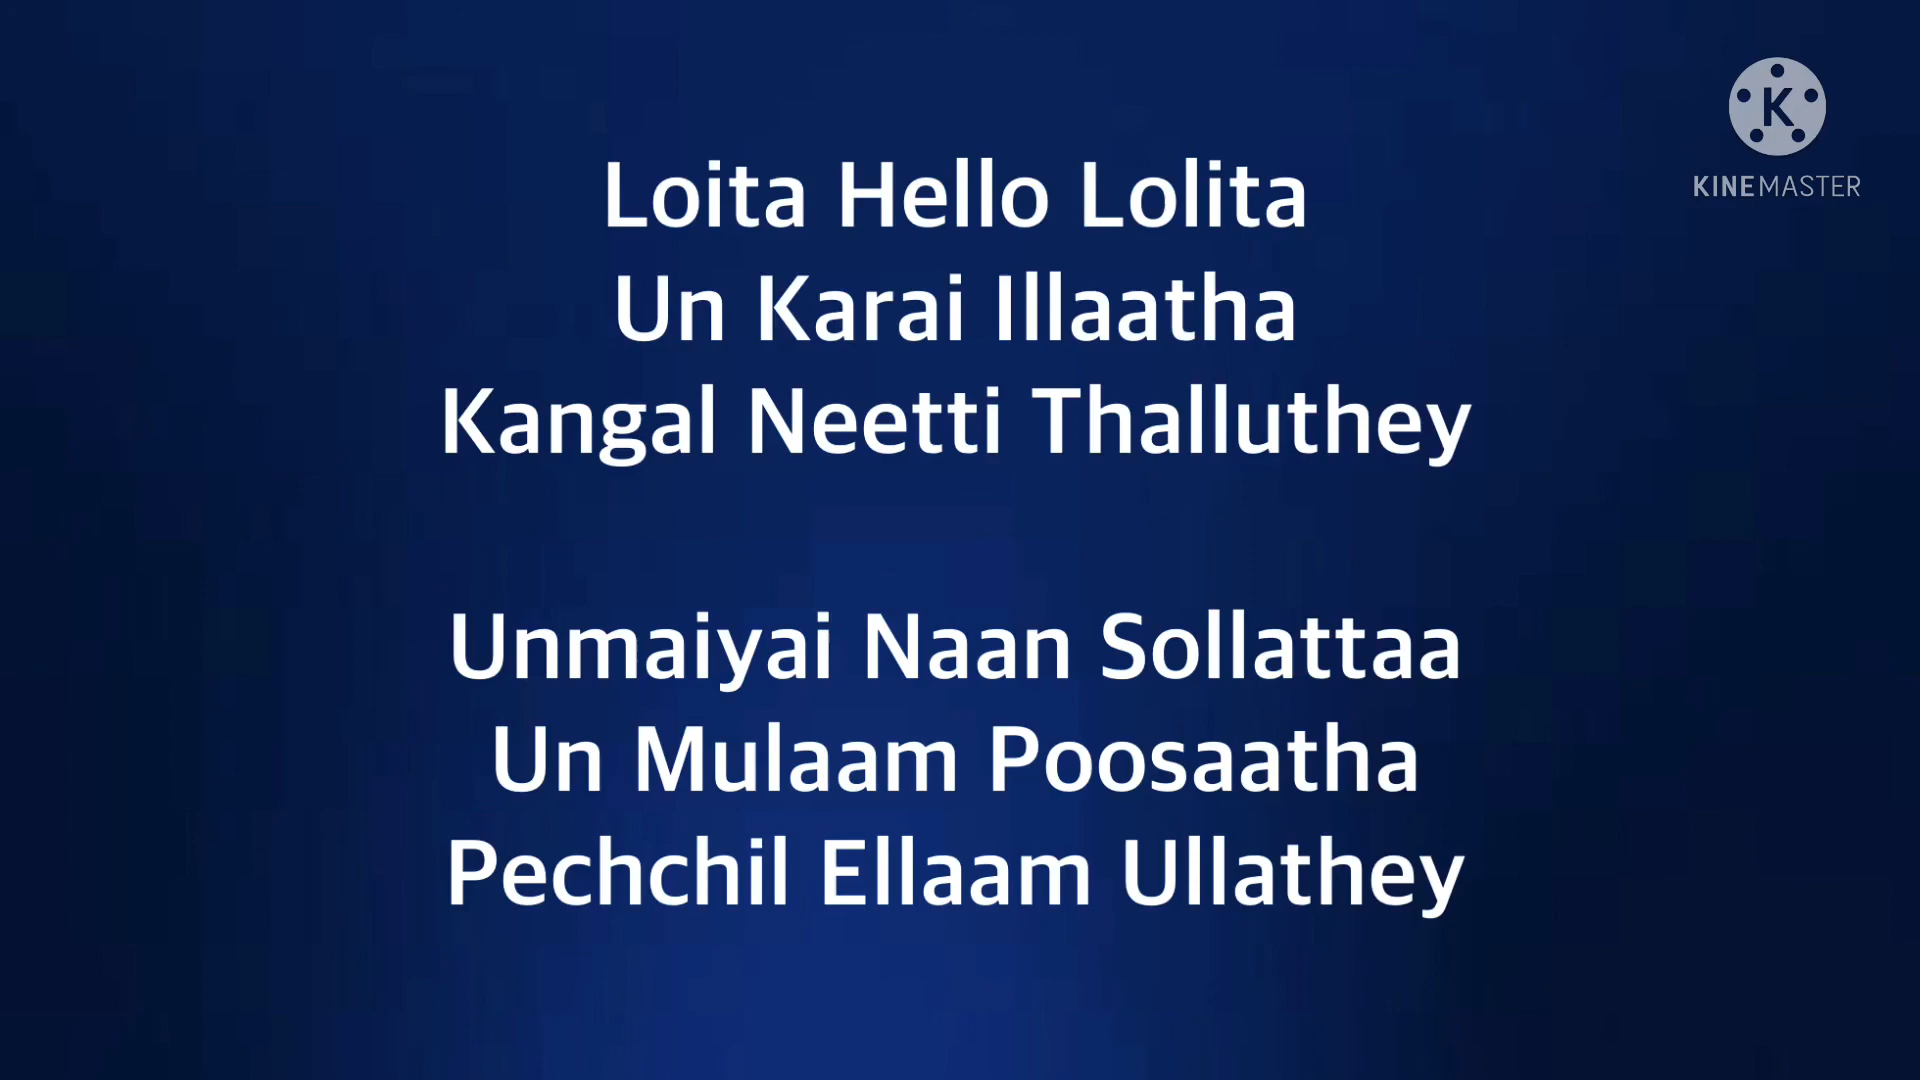 Loita Hello Lolita
Un Karai Illaatha
Kangal Neetti Thalluthey
Unmaiyai Naan Sollattaa
Un Mulaam Poosaatha
Pechchil Ellaam Ullathey
K
KINEMASTER